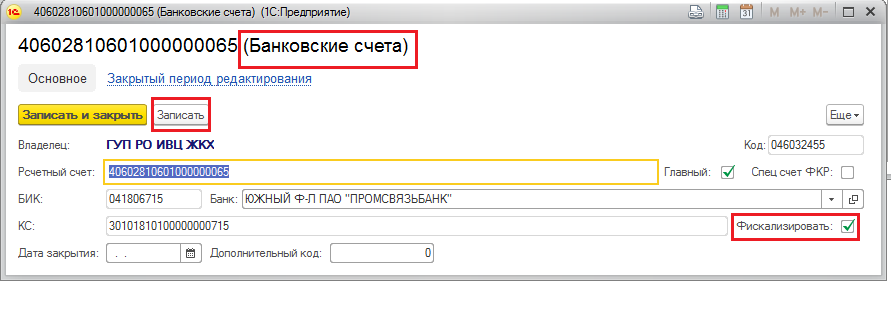 40602810601000000065 (Банковские счета) (1С:Предприятие)
31
M M+ M-
40602810601000000065 (Банковские счета)
Основное Закрытый период редактирования
Записать и закрыть Записать Еще
Владелец: ГУП РО ИВЦ ЖКХ Код: 046032455
Рсчетный счет: 40602810601000000065 Главный: Спец счет ФКР:
БИК: 041806715 Банк: ЮЖНЫЙ Ф-Л ПАО "ПРОМСВЯЗЬБАНК"
КС: 30101810100000000715 Фискализировать:
Дата закрытия: . . Дополнительный код: 0